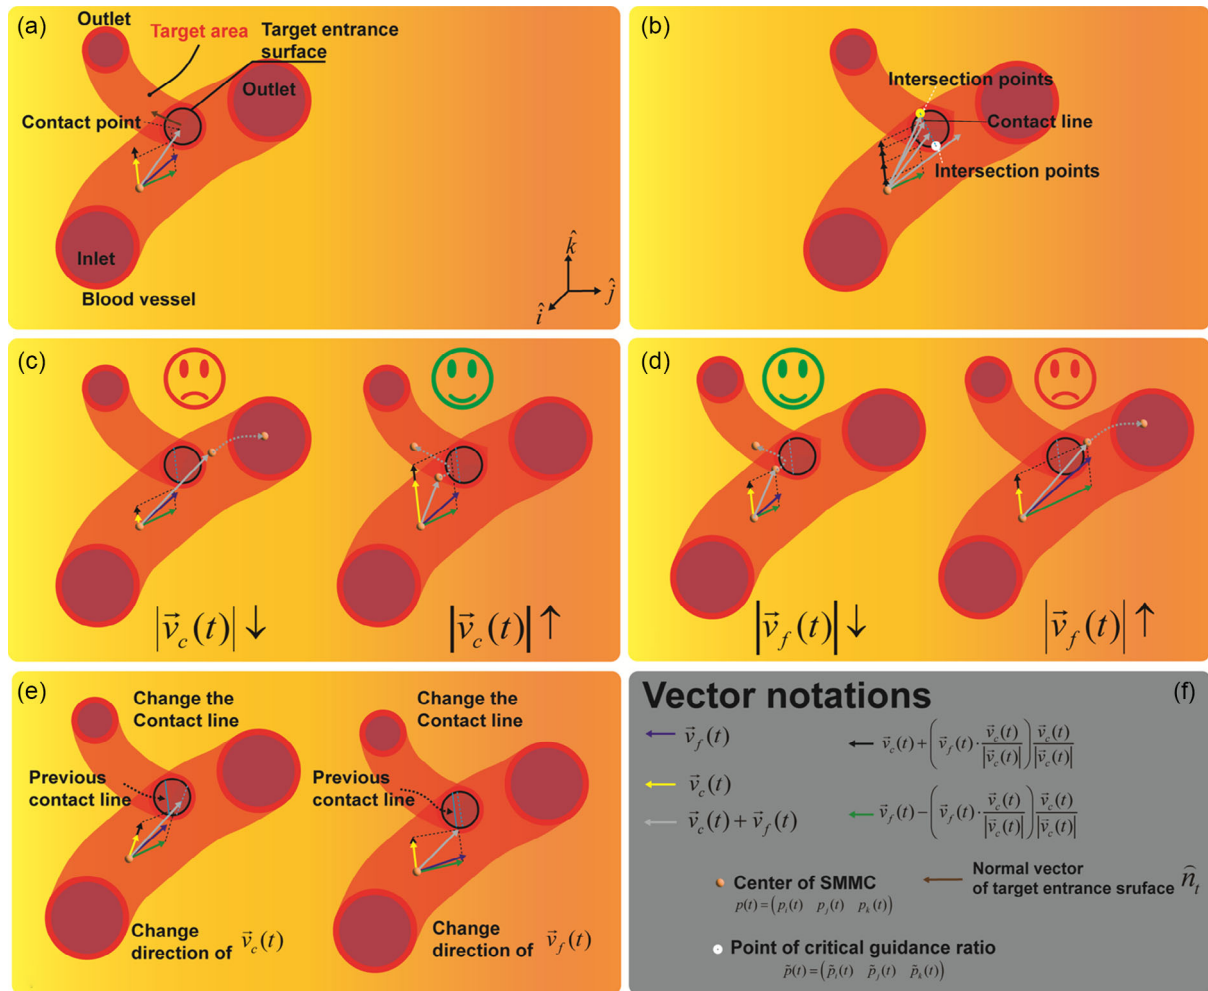 (a)
Outlet
Target area
Target entrance
surface
Outlet
Contact point
Inlet
Blood vessel
k̂
ĵ
î
(b)
Intersection points
Contact line
Intersection points
(c)
|v⃗c(t)|↓
|v⃗c(t)|↑
(d)
|v⃗f(t)|↓
|v⃗f(t)|↑
(e)
Change the
Contact line
Previous
contact line
Change
direction of v⃗c(t)
Change the
Contact line
Previous
contact line
Change
direction of v⃗f(t)
Vector notations
(f)
v⃗f(t)
v⃗c(t)
v⃗c(t) + v⃗f(t)
v⃗c(t) + (v⃗f(t) · v⃗c(t)/|v⃗c(t)|) v⃗c(t)/|v⃗c(t)|
v⃗f(t) − (v⃗f(t) · v⃗c(t)/|v⃗c(t)|) v⃗c(t)/|v⃗c(t)|
Center of SMMC
p(t) = (pi(t) pj(t) pk(t))
Normal vector
of target entrance sruface n̂t
Point of critical guidance ratio
p̃(t) = (p̃i(t) p̃j(t) p̃k(t))